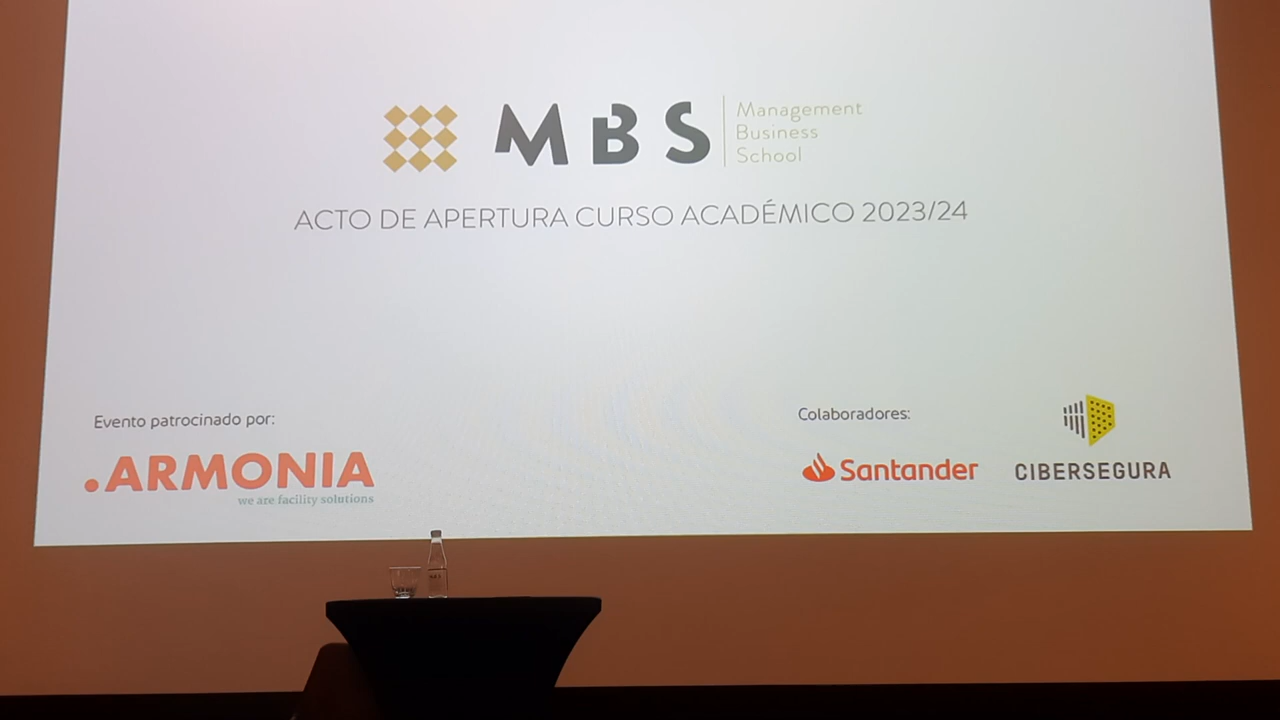 MBS
Management
Business
School
ACTO DE APERTURA CURSO ACADÉMICO 2023/24
Evento patrocinado por:
.ARMONIA
we are facility solutions
Colaboradores:
Santander
CIBERSEGURA